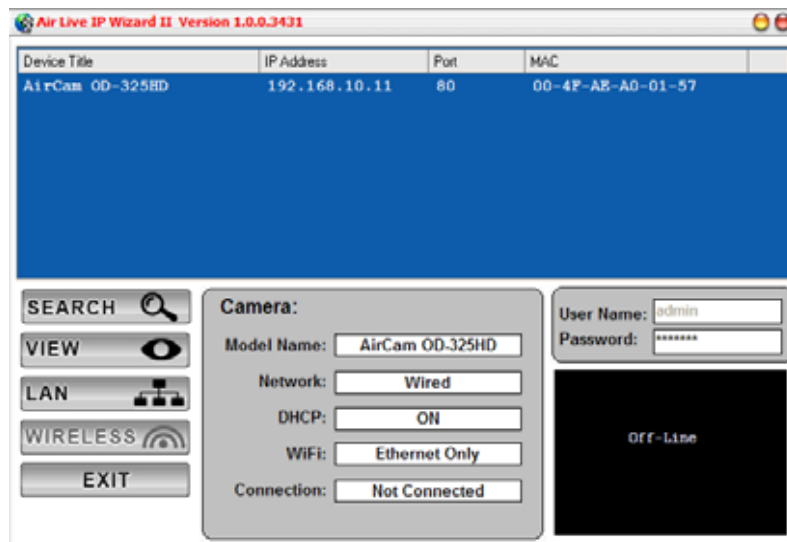 Air Live IP Wizard II Version 1.0.0.3431
Device Title IP Address Port MAC
AirCam OD-325HD 192.168.10.11 80 00-4F-AE-A0-01-57
SEARCH
VIEW
LAN
WIRELESS
EXIT
Camera:
Model Name: AirCam OD-325HD
Network: Wired
DHCP: ON
WiFi: Ethernet Only
Connection: Not Connected
User Name: admin
Password: *******
Off-Line